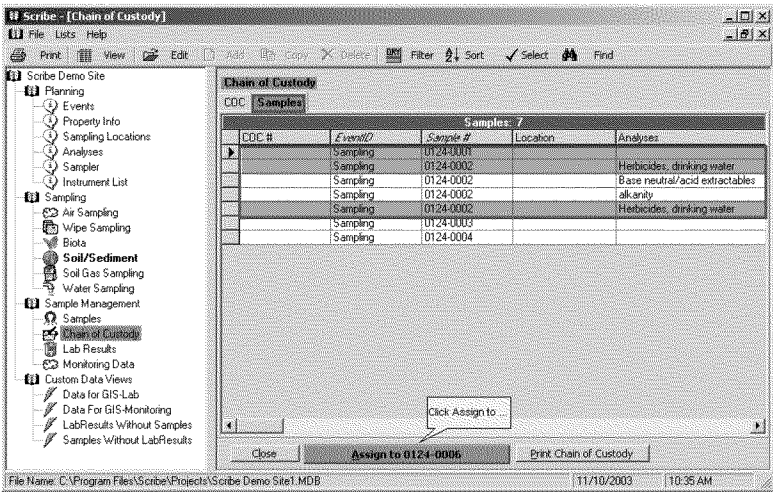 Scribe - [Chain of Custody]
File Lists Help
Print View Edit Add Copy Delete Filter Sort Select Find
Scribe Demo Site
Planning
Events
Property Info
Sampling Locations
Analyses
Sampler
Instrument List
Sampling
Air Sampling
Wipe Sampling
Biota
Soil/Sediment
Soil Gas Sampling
Water Sampling
Sample Management
Samples
Chain of Custody
Lab Results
Monitoring Data
Custom Data Views
Data for GIS-Lab
Data For GIS-Monitoring
LabResults Without Samples
Samples Without LabResults
Chain of Custody
COC Samples
Samples: 7
COC # EventID Sample # Location Analyses
Sampling 0124-0001
Sampling 0124-0002 Herbicides, drinking water
Sampling 0124-0002 Base neutral/acid extractables
Sampling 0124-0002 alkanity
Sampling 0124-0002 Herbicides, drinking water
Sampling 0124-0003
Sampling 0124-0004
Click Assign to ...
Close Assign to 0124-0006 Print Chain of Custody
File Name: C:\Program Files\Scribe\Projects\Scribe Demo Site1.MDB 11/10/2003 10:35 AM